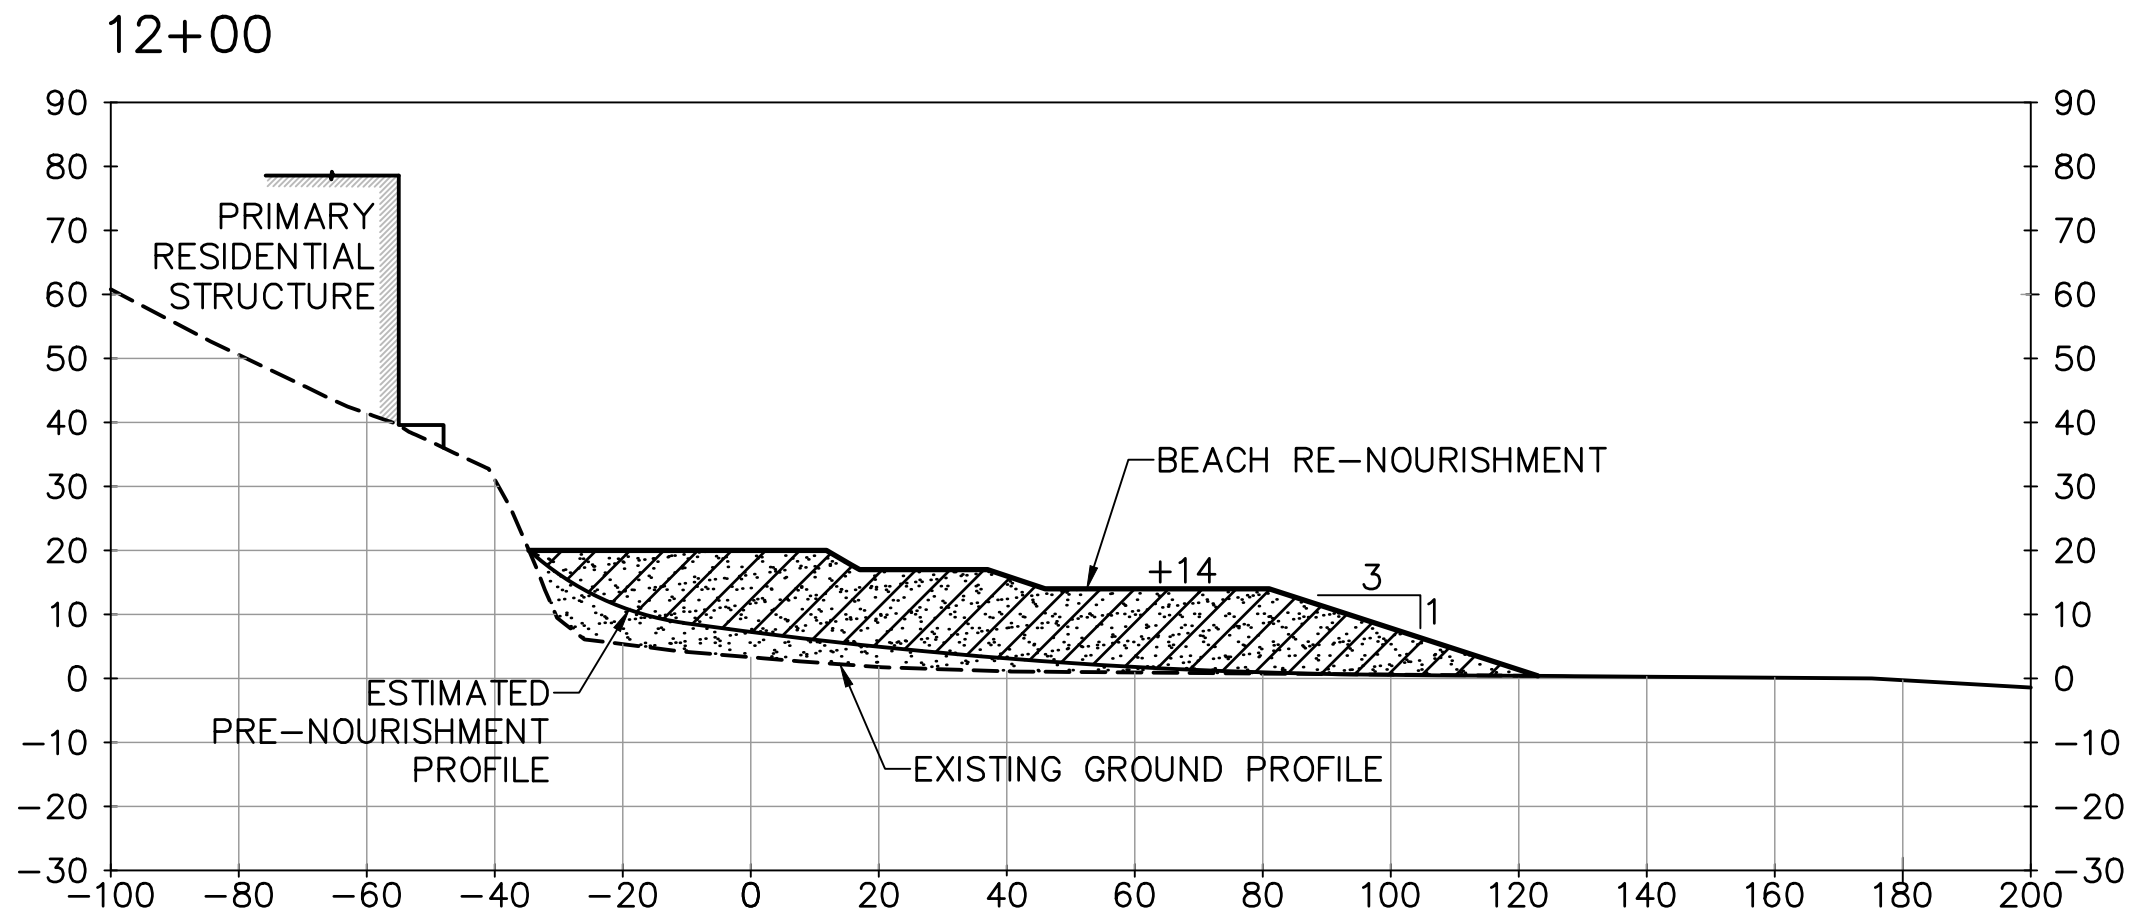 12+00
90 90
80 80
PRIMARY
70 70
RESIDENTIAL
STRUCTURE
60 60
50 50
40 40
BEACH RE-NOURISHMENT
30 30
20 20
+14 3
10 1 10
0 0
ESTIMATED
PRE-NOURISHMENT
-10 -10
PROFILE EXISTING GROUND PROFILE
-20 -20
-30 -30
-100 -80 -60 -40 -20 0 20 40 60 80 100 120 140 160 180 200